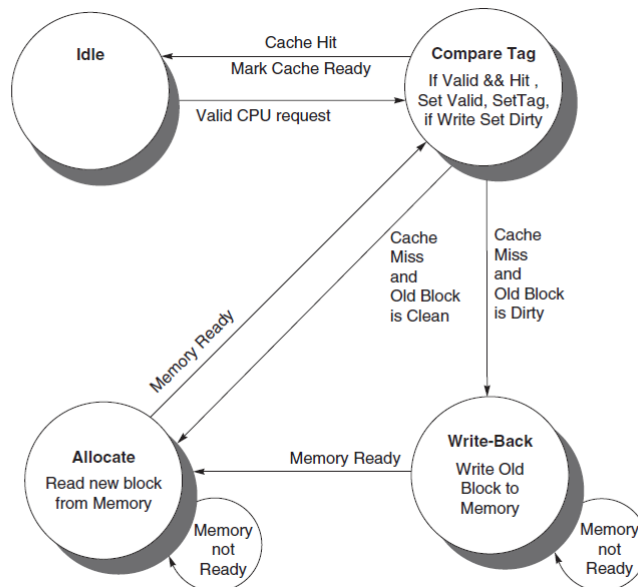 Idle
Cache Hit
Mark Cache Ready
Valid CPU request
Compare Tag
If Valid && Hit ,
Set Valid, SetTag,
if Write Set Dirty
Cache
Miss
and
Old Block
is Clean
Cache
Miss
and
Old Block
is Dirty
Memory Ready
Allocate
Read new block
from Memory
Memory
not
Ready
Memory Ready
Write-Back
Write Old
Block to
Memory
Memory
not
Ready